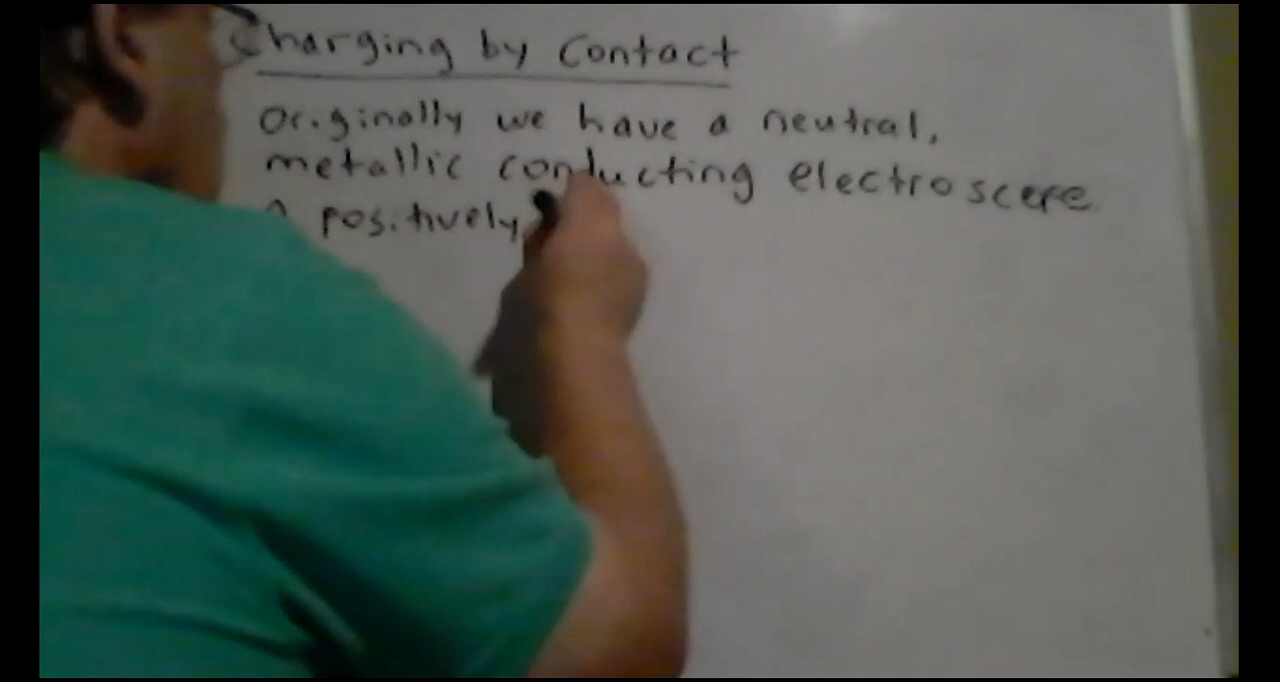 Charging by Contact
Originally we have a neutral,
metallic conducting electroscope.
A positively